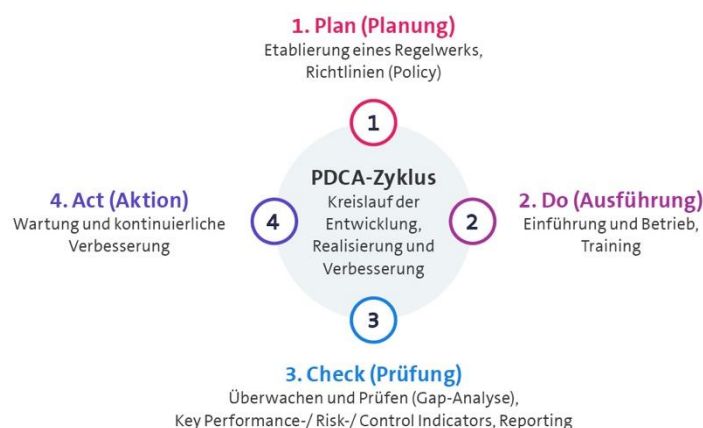 1. Plan (Planung)
Etablierung eines Regelwerks,
Richtlinien (Policy)
1
PDCA-Zyklus
Kreislauf der
Entwicklung,
Realisierung und
Verbesserung
4. Act (Aktion)
Wartung und kontinuierliche
Verbesserung
4
2
2. Do (Ausführung)
Einführung und Betrieb,
Training
3
3. Check (Prüfung)
Überwachen und Prüfen (Gap-Analyse),
Key Performance-/ Risk-/ Control Indicators, Reporting